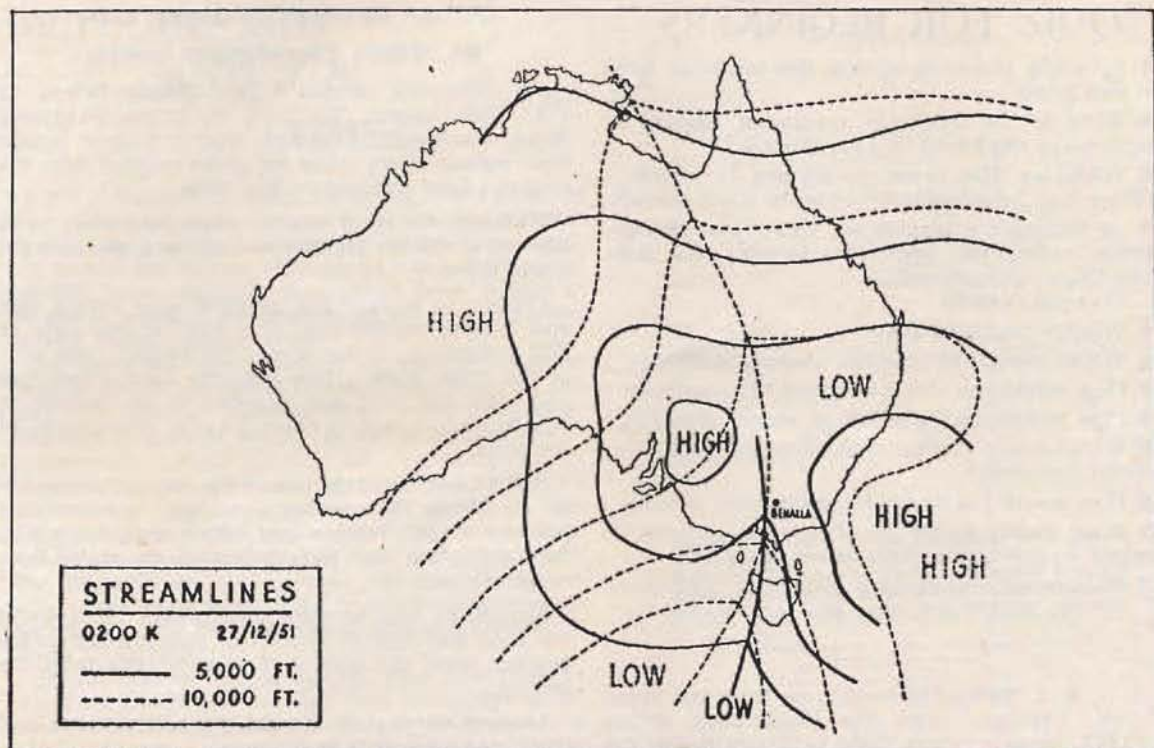 HIGH
LOW
HIGH
BENALLA
HIGH
HIGH
LOW
LOW
STREAMLINES
0200 K 27/12/51
5,000 FT.
10,000 FT.